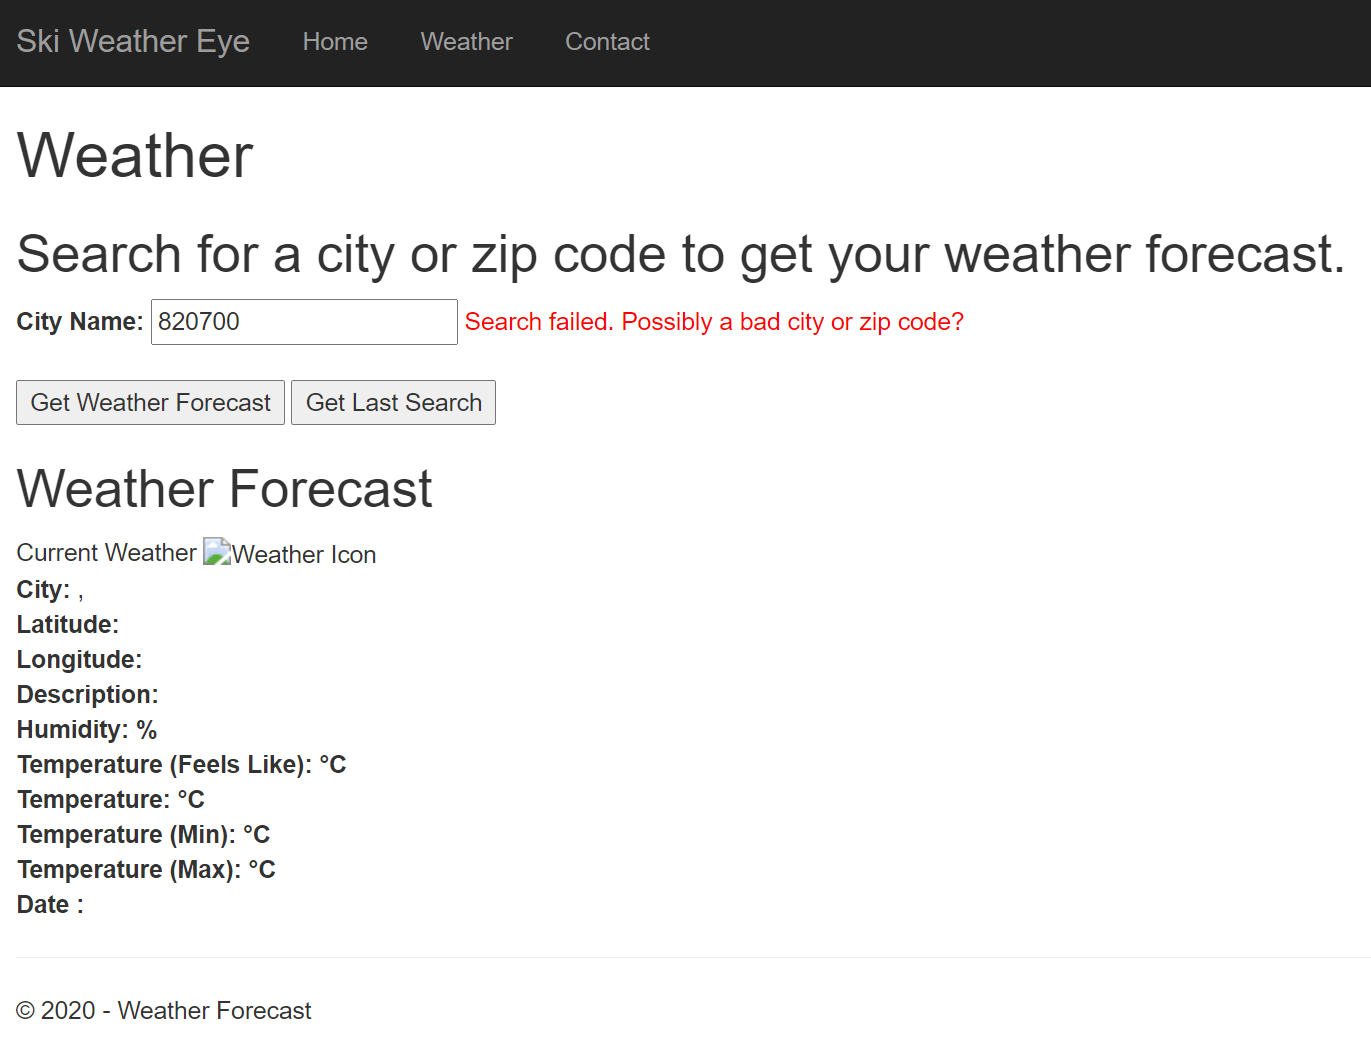 Ski Weather Eye Home Weather Contact
Weather
Search for a city or zip code to get your weather forecast.
City Name: 820700 Search failed. Possibly a bad city or zip code?
Get Weather Forecast Get Last Search
Weather Forecast
Current Weather Weather Icon
City: ,
Latitude:
Longitude:
Description:
Humidity: %
Temperature (Feels Like): °C
Temperature: °C
Temperature (Min): °C
Temperature (Max): °C
Date :
© 2020 - Weather Forecast